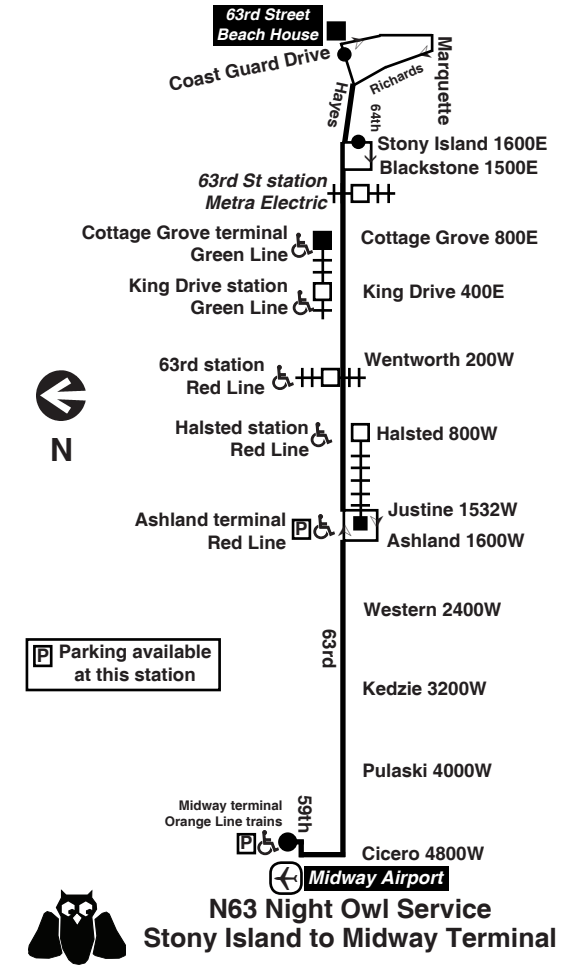 63rd Street
Beach House
Coast Guard Drive
Marquette
Richards
Hayes
64th
Stony Island 1600E
Blackstone 1500E
63rd St station
Metra Electric
Cottage Grove terminal
Green Line
Cottage Grove 800E
King Drive station
Green Line
King Drive 400E
Wentworth 200W
63rd station
Red Line
N
Halsted station
Red Line
Halsted 800W
Justine 1532W
Ashland terminal
Red Line
P
Ashland 1600W
Western 2400W
63rd
P Parking available
at this station
Kedzie 3200W
Pulaski 4000W
Midway terminal
Orange Line trains
59th
P
Cicero 4800W
Midway Airport
N63 Night Owl Service
Stony Island to Midway Terminal